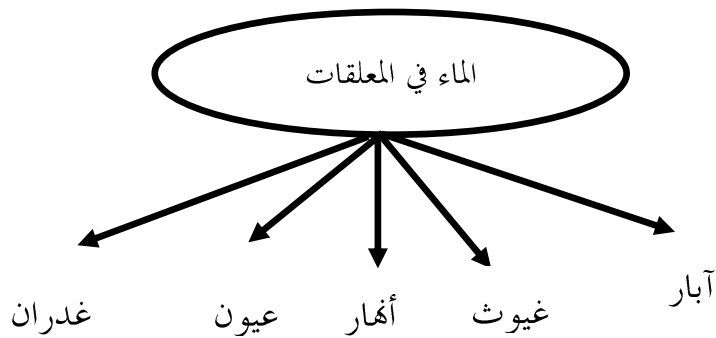 الماء في المعلقات
آبار
غيوث
أنهار
عيون
غدران